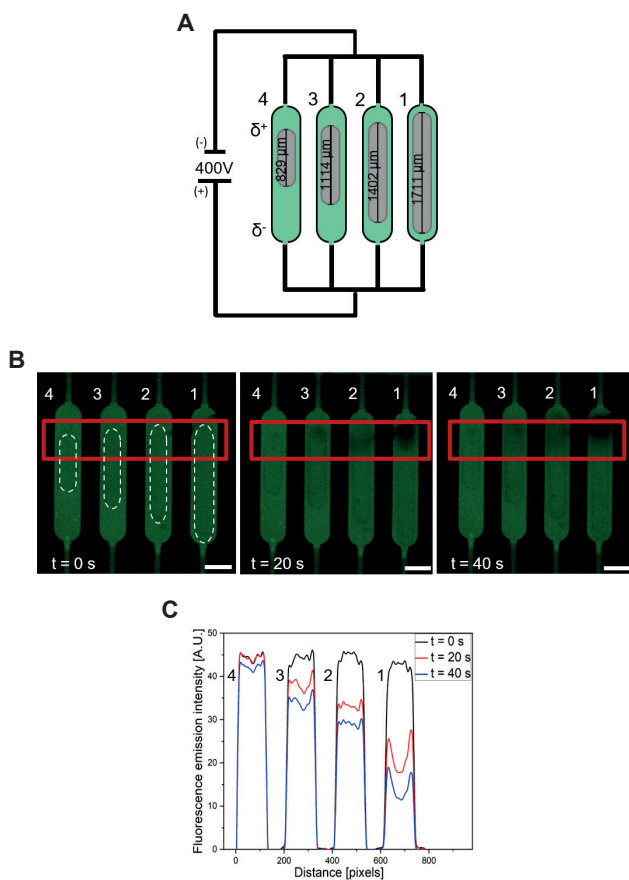 A
4 3 2 1
δ+
(-)
400V
(+)
δ-
829 µm
1114 µm
1402 µm
1711 µm
B
4 3 2 1
t = 0 s
4 3 2 1
t = 20 s
4 3 2 1
t = 40 s
C
Fluorescence emission intensity [A.U.]
50
40
30
20
10
0
4 3 2 1
t = 0 s
t = 20 s
t = 40 s
0 200 400 600 800
Distance [pixels]